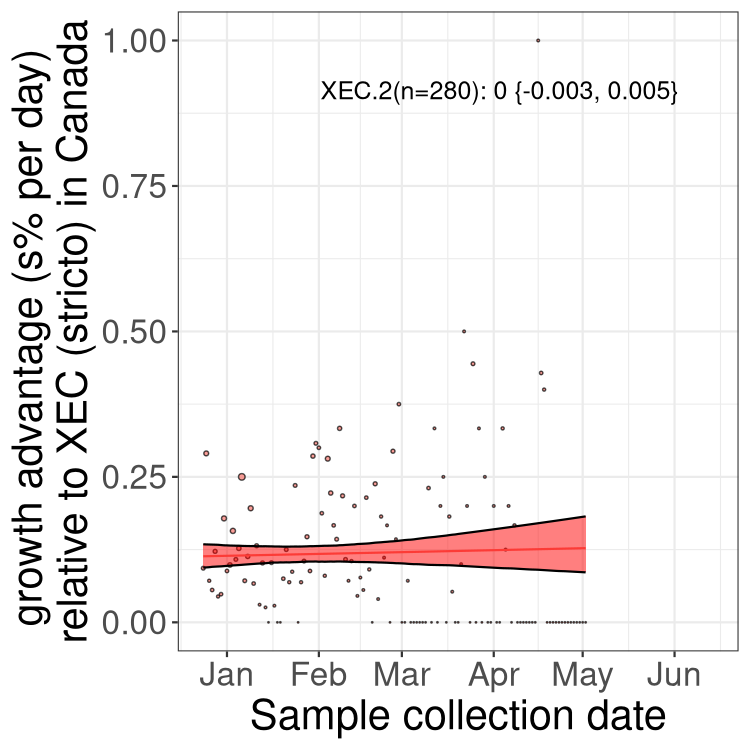 growth advantage (s% per day)
relative to XEC (stricto) in Canada
1.00
0.75
0.50
0.25
0.00
XEC.2(n=280): 0 {-0.003, 0.005}
Jan Feb Mar Apr May Jun
Sample collection date